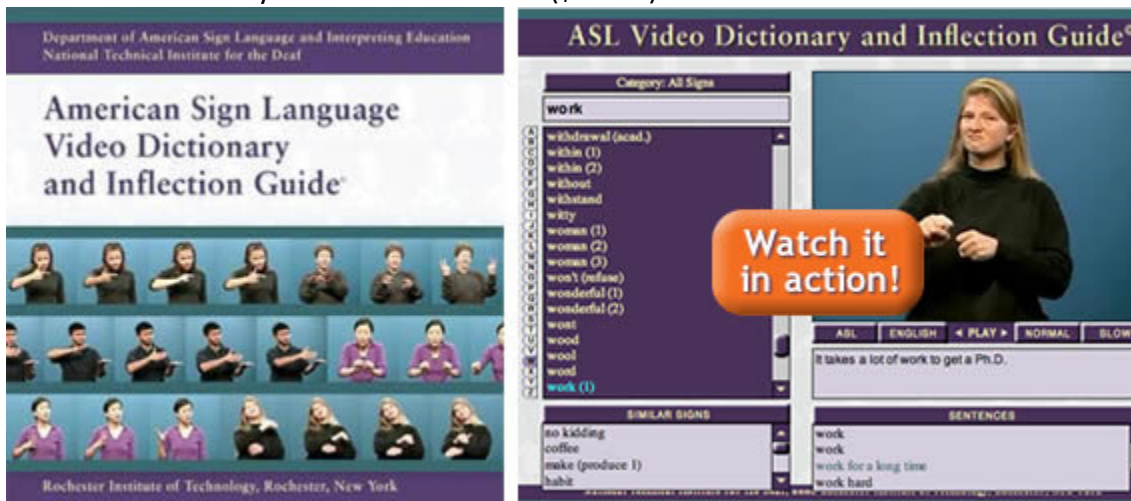 Department of American Sign Language and Interpreting Education
National Technical Institute for the Deaf
American Sign Language
Video Dictionary
and Inflection Guide©
Rochester Institute of Technology, Rochester, New York
ASL Video Dictionary and Inflection Guide©
Category: All Signs
work
A
B
C
D
E
F
G
H
I
J
K
L
M
N
O
P
Q
R
S
T
U
V
W
X
Y
Z
withdrawal (acad.)
within (1)
within (2)
without
withstand
witty
woman (1)
woman (2)
woman (3)
won't (refuse)
wonderful (1)
wonderful (2)
wont
wood
wool
word
work (1)
Watch it
in action!
ASL ENGLISH ◄ PLAY ► NORMAL SLOW
It takes a lot of work to get a Ph.D.
SIMILAR SIGNS
no kidding
coffee
make (produce 1)
habit
SENTENCES
work
work
work for a long time
work hard